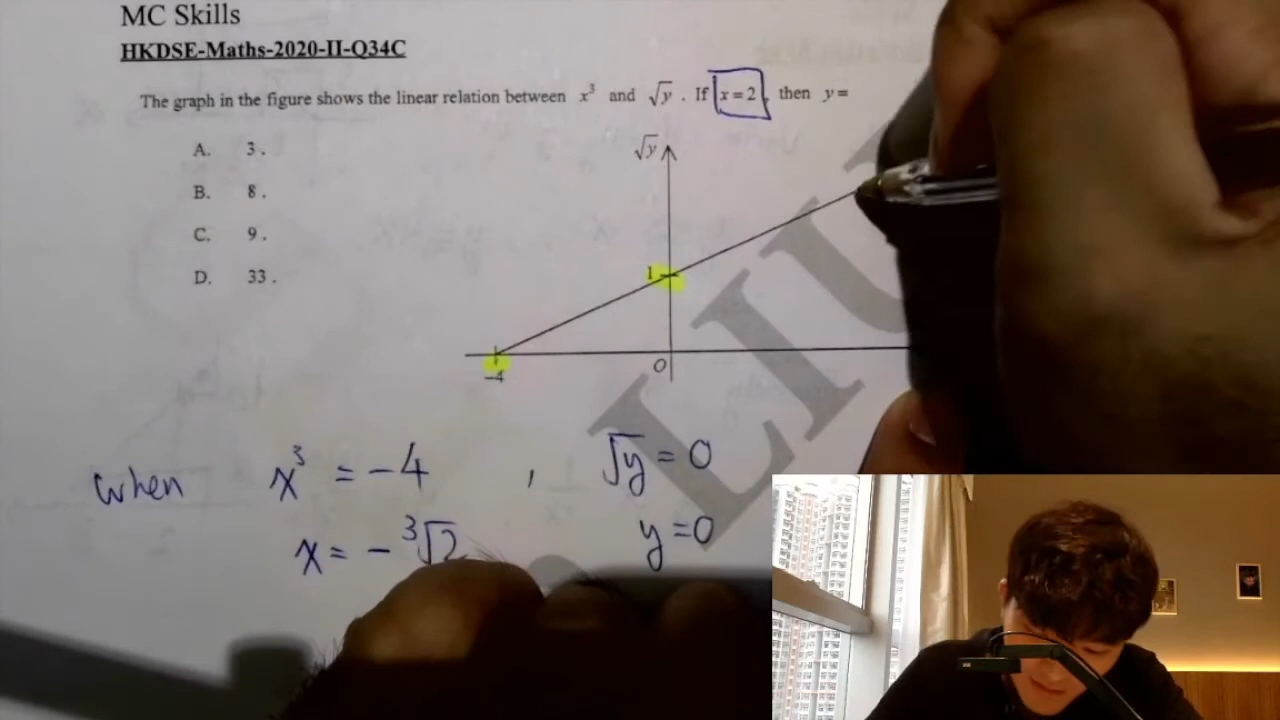 MC Skills
HKDSE-Maths-2020-II-Q34C
The graph in the figure shows the linear relation between x³ and √y . If x=2, then y=
A. 3.
B. 8.
C. 9.
D. 33.
√y
1
O
-4
LIU
when x³ = -4 , √y = 0
x = - ³√2 y=0